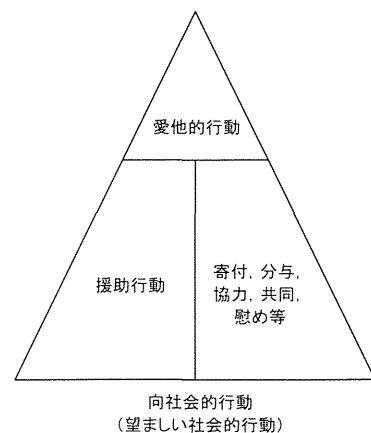 愛他的行動
援助行動
寄付，分与，
協力，共同，
慰め等
向社会的行動
（望ましい社会的行動）